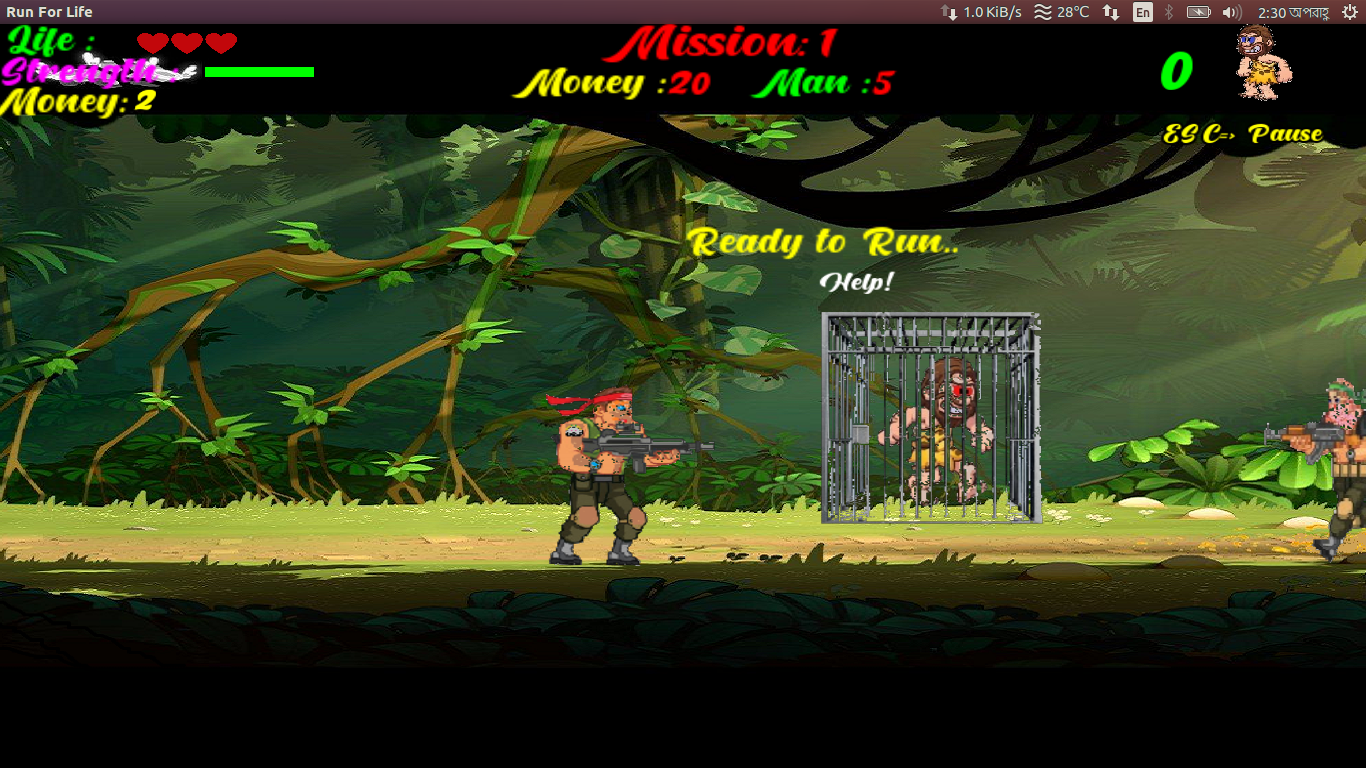 Run For Life
1.0 KiB/s 28°C En 2:30 অপরাহ্ণ
Life :
Strength :
Money: 2
Mission: 1
Money :20 Man :5
0
ESC=> Pause
Ready to Run..
Help!